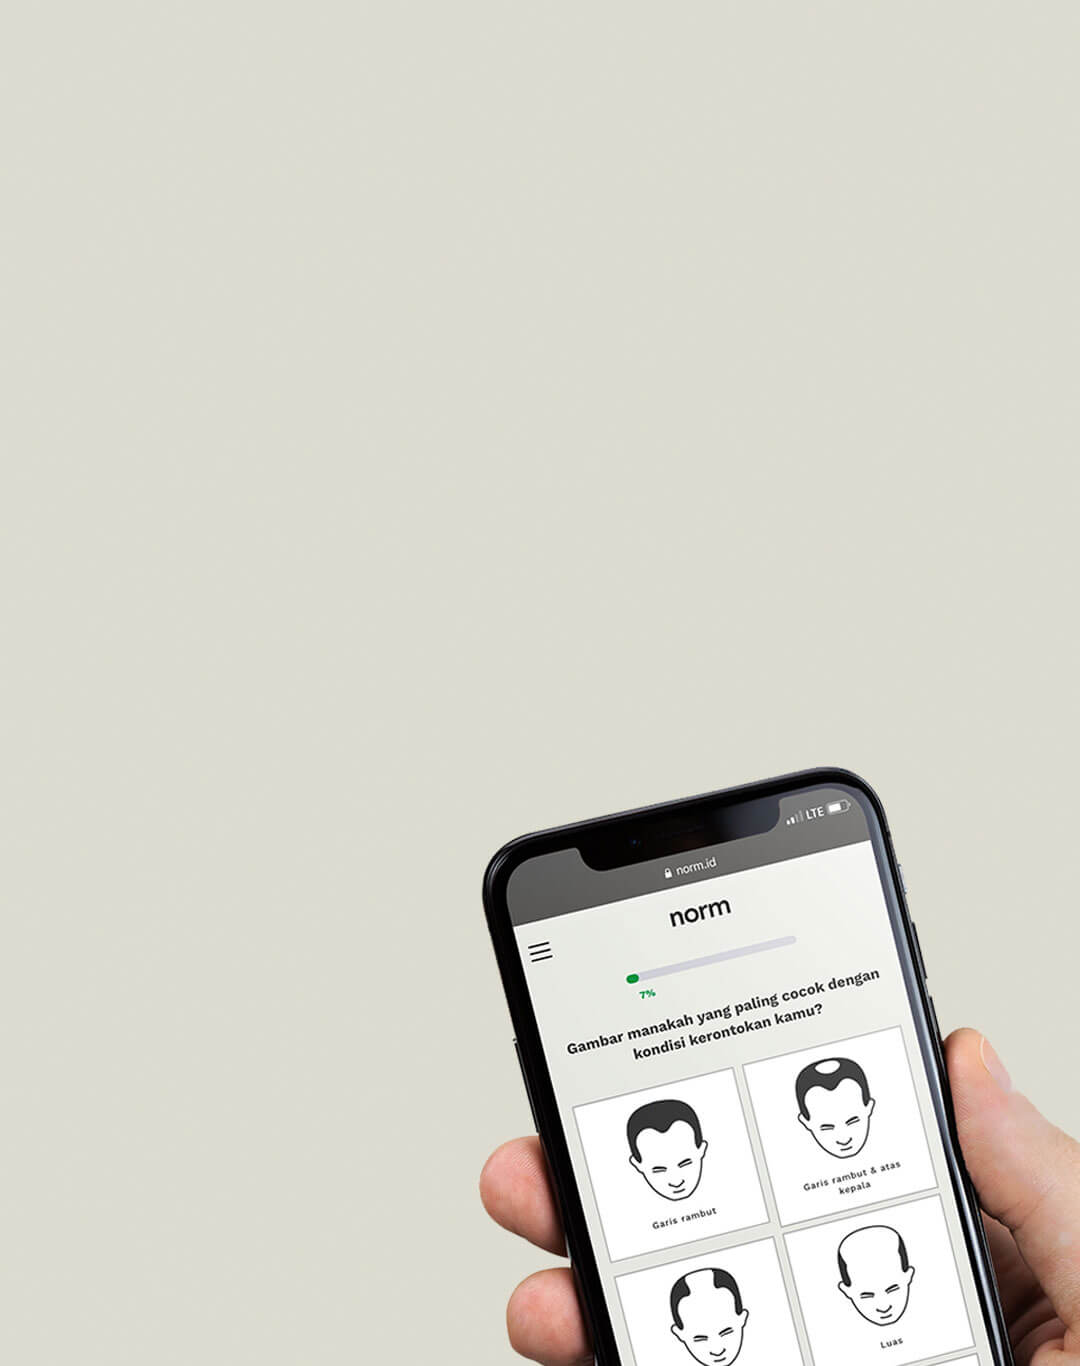 LTE
norm.id
norm
7%
Gambar manakah yang paling cocok dengan
kondisi kerontokan kamu?
Garis rambut
Garis rambut & atas
kepala
Luas